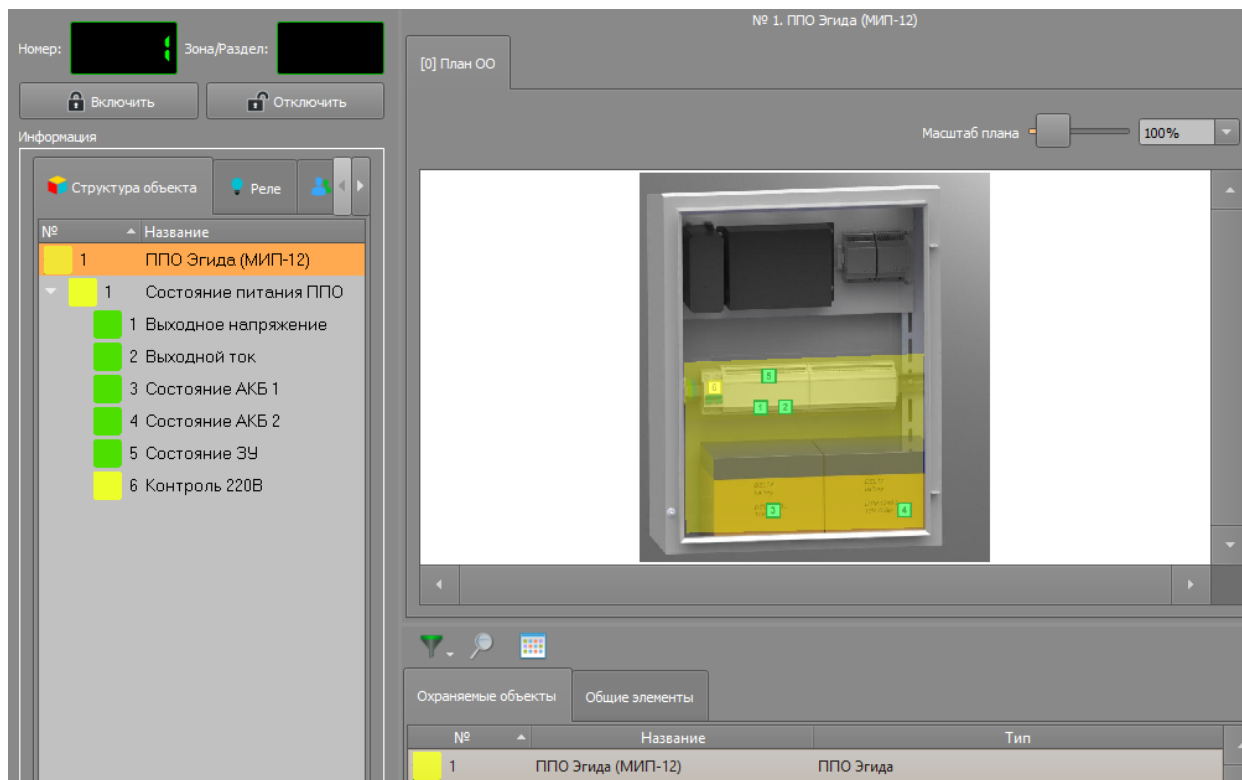 № 1. ППО Эгида (МИП-12)
Номер:
1
Зона/Раздел:
[0] План ОО
Включить
Отключить
Масштаб плана
100%
Информация
Структура объекта
Реле
№
Название
1 ППО Эгида (МИП-12)
1 Состояние питания ППО
1 Выходное напряжение
2 Выходной ток
3 Состояние АКБ 1
4 Состояние АКБ 2
5 Состояние ЗУ
6 Контроль 220В
5
6
1
2
3
4
Охраняемые объекты
Общие элементы
№
Название
Тип
1
ППО Эгида (МИП-12)
ППО Эгида